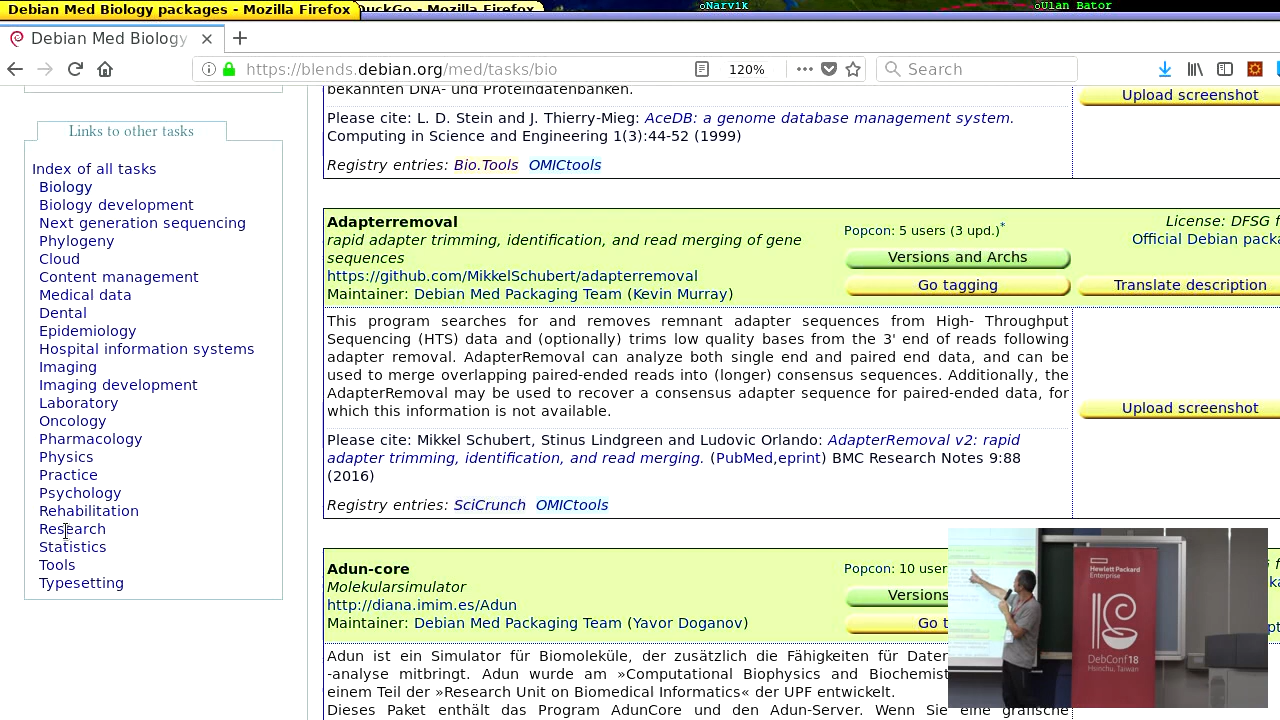 Debian Med Biology packages - Mozilla Firefox
DuckGo - Mozilla Firefox
Narvik
Ulan Bator
Debian Med Biology
https://blends.debian.org/med/tasks/bio
120%
Search
bekannten DNA- und Proteindatenbanken.
Upload screenshot
Please cite: L. D. Stein and J. Thierry-Mieg: AceDB: a genome database management system.
Computing in Science and Engineering 1(3):44-52 (1999)
Registry entries: Bio.Tools OMICtools
Links to other tasks
Index of all tasks
Biology
Biology development
Next generation sequencing
Phylogeny
Cloud
Content management
Medical data
Dental
Epidemiology
Hospital information systems
Imaging
Imaging development
Laboratory
Oncology
Pharmacology
Physics
Practice
Psychology
Rehabilitation
Research
Statistics
Tools
Typesetting
Adapterremoval
rapid adapter trimming, identification, and read merging of gene
sequences
https://github.com/MikkelSchubert/adapterremoval
Maintainer: Debian Med Packaging Team (Kevin Murray)
Popcon: 5 users (3 upd.)*
Versions and Archs
Go tagging
License: DFSG f
Official Debian packa
Translate description
This program searches for and removes remnant adapter sequences from High- Throughput
Sequencing (HTS) data and (optionally) trims low quality bases from the 3' end of reads following
adapter removal. AdapterRemoval can analyze both single end and paired end data, and can be
used to merge overlapping paired-ended reads into (longer) consensus sequences. Additionally, the
AdapterRemoval may be used to recover a consensus adapter sequence for paired-ended data, for
which this information is not available.
Upload screenshot
Please cite: Mikkel Schubert, Stinus Lindgreen and Ludovic Orlando: AdapterRemoval v2: rapid
adapter trimming, identification, and read merging. (PubMed,eprint) BMC Research Notes 9:88
(2016)
Registry entries: SciCrunch OMICtools
Adun-core
Molekularsimulator
http://diana.imim.es/Adun
Maintainer: Debian Med Packaging Team (Yavor Doganov)
Popcon: 10 user
Versions
Go t
Adun ist ein Simulator für Biomoleküle, der zusätzlich die Fähigkeiten für Daten
-analyse mitbringt. Adun wurde am »Computational Biophysics and Biochemist
einem Teil der »Research Unit on Biomedical Informatics« der UPF entwickelt.
Dieses Paket enthält das Program AdunCore und den Adun-Server. Wenn Sie eine grafische
Hewlett Packard
Enterprise
DebConf18
Hsinchu, Taiwan